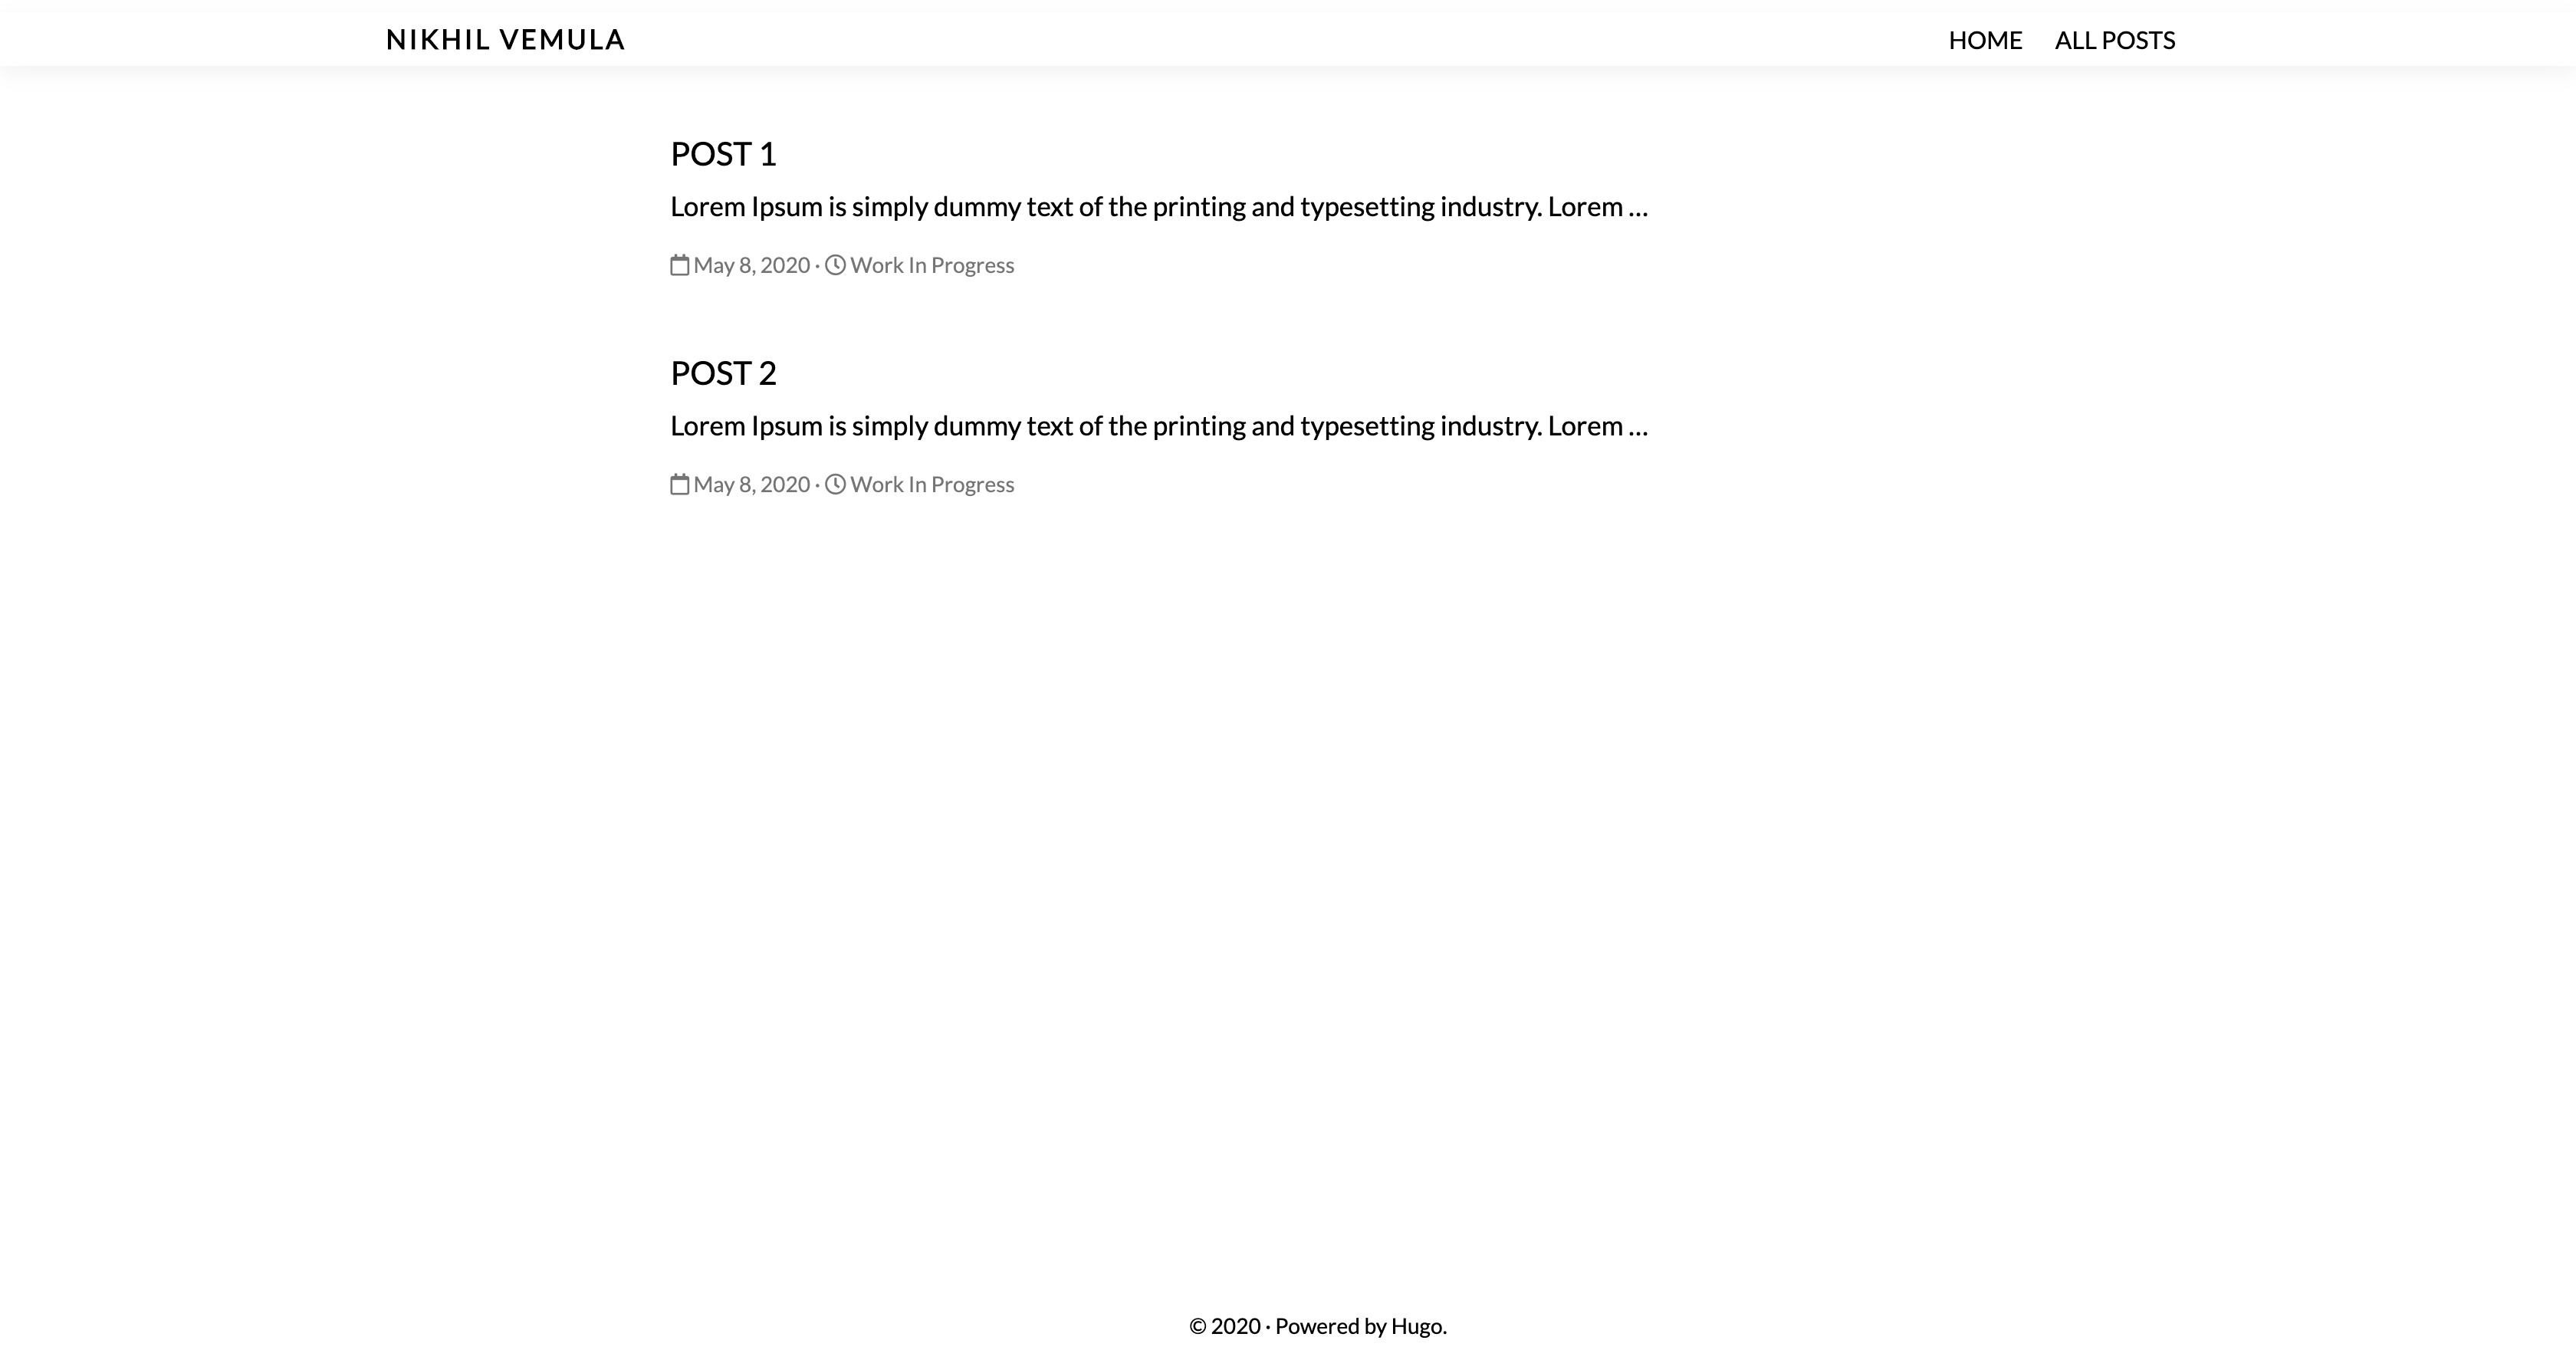 NIKHIL VEMULA
HOME ALL POSTS
POST 1
Lorem Ipsum is simply dummy text of the printing and typesetting industry. Lorem ...
May 8, 2020 · Work In Progress
POST 2
Lorem Ipsum is simply dummy text of the printing and typesetting industry. Lorem ...
May 8, 2020 · Work In Progress
© 2020 · Powered by Hugo.